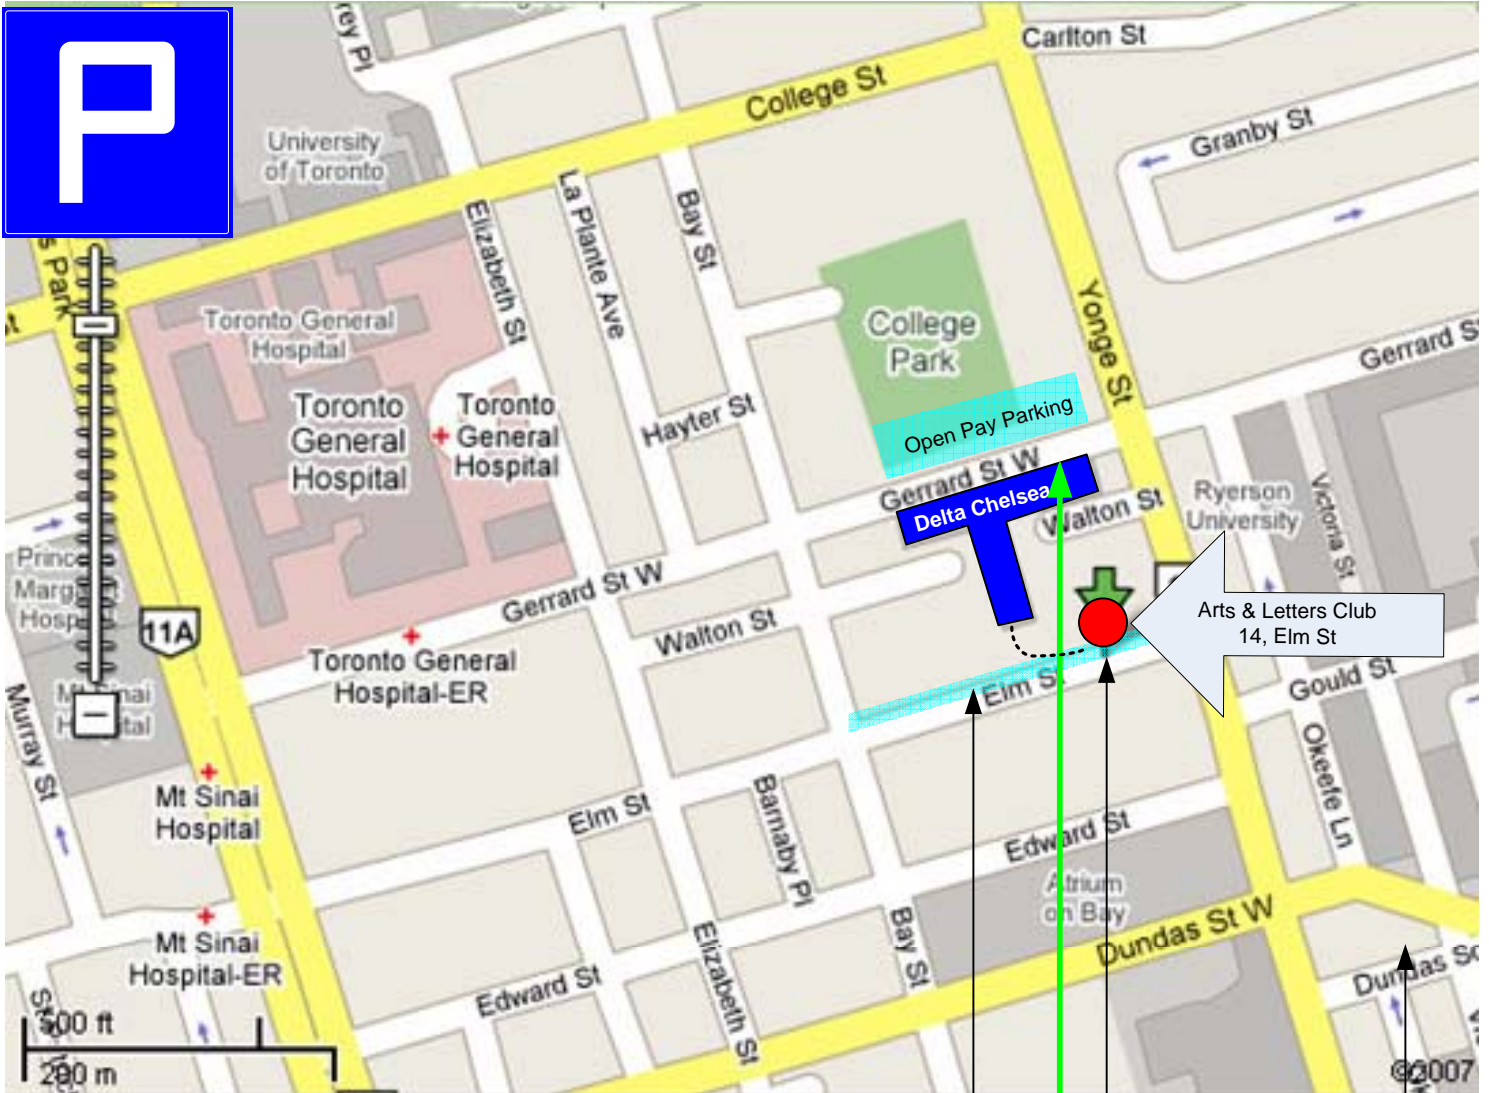 P
rey Pl
Carlton St
College St
Granby St
University
of Toronto
La Plante Ave
Elizabeth St
Bay St
s Park
st
Toronto General
Hospital
College
Park
Yonge St
Gerrard S
Toronto
General
Hospital
Toronto
General
Hospital
Hayter St
Open Pay Parking
Gerrard St W
Delta Chelsea
Walton St
Ryerson
University
Victoria St
Gerrard St W
11A
Walton St
Arts & Letters Club
14, Elm St
Toronto General
Hospital-ER
Elm St
Gould St
Murray St
Mt Sinai
Hospital
Okeefe Ln
Elm St
Barnaby Pl
Edward St
Atrium
on Bay
Mt Sinai
Hospital-ER
Dundas St W
Bay St
Elizabeth St
Edward St
Dundas Sq
500 ft
200 m
©2007